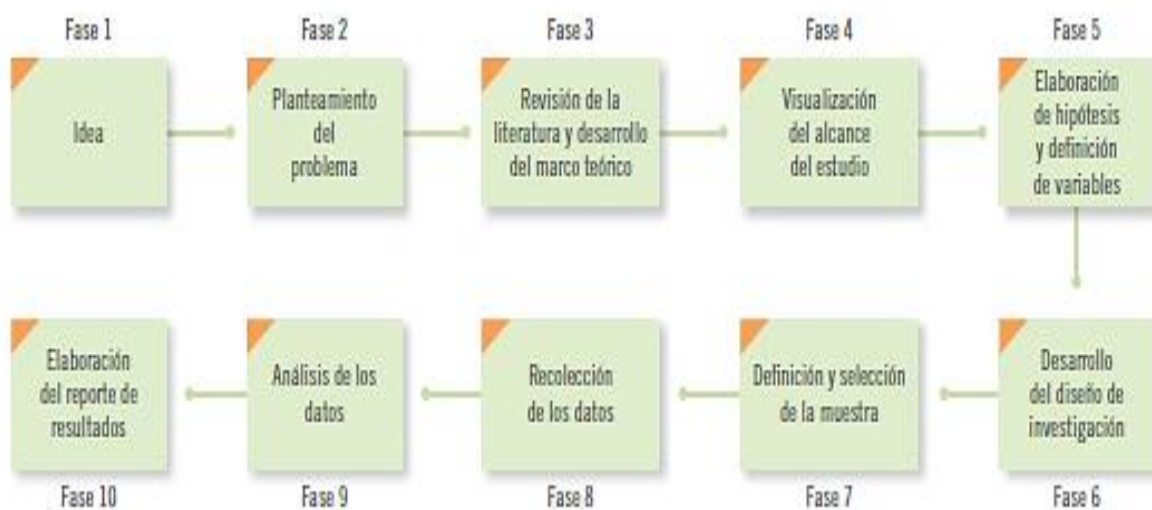 Fase 1
Idea
Fase 2
Planteamiento
del
problema
Fase 3
Revisión de la
literatura y desarrollo
del marco teórico
Fase 4
Visualización
del alcance
del estudio
Fase 5
Elaboración
de hipótesis
y definición
de variables
Desarrollo
del diseño de
investigación
Fase 6
Definición y selección
de la muestra
Fase 7
Recolección
de los datos
Fase 8
Análisis de los
datos
Fase 9
Elaboración
del reporte de
resultados
Fase 10